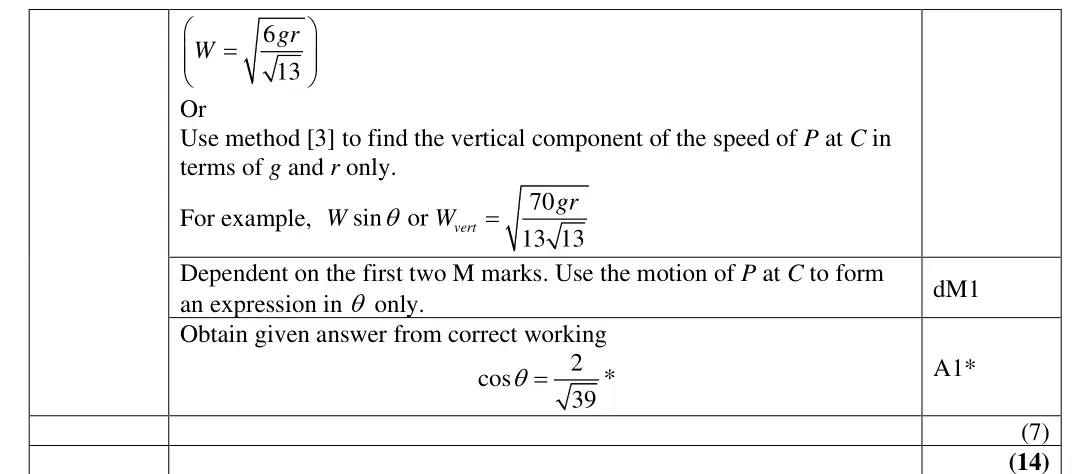 (W = √(6gr/√13))
Or
Use method [3] to find the vertical component of the speed of P at C in
terms of g and r only.
For example, W sin θ or W_vert = √(70gr/(13√13))
Dependent on the first two M marks. Use the motion of P at C to form
an expression in θ only.
dM1
Obtain given answer from correct working
cos θ = 2/√39 *
A1*
(7)
(14)